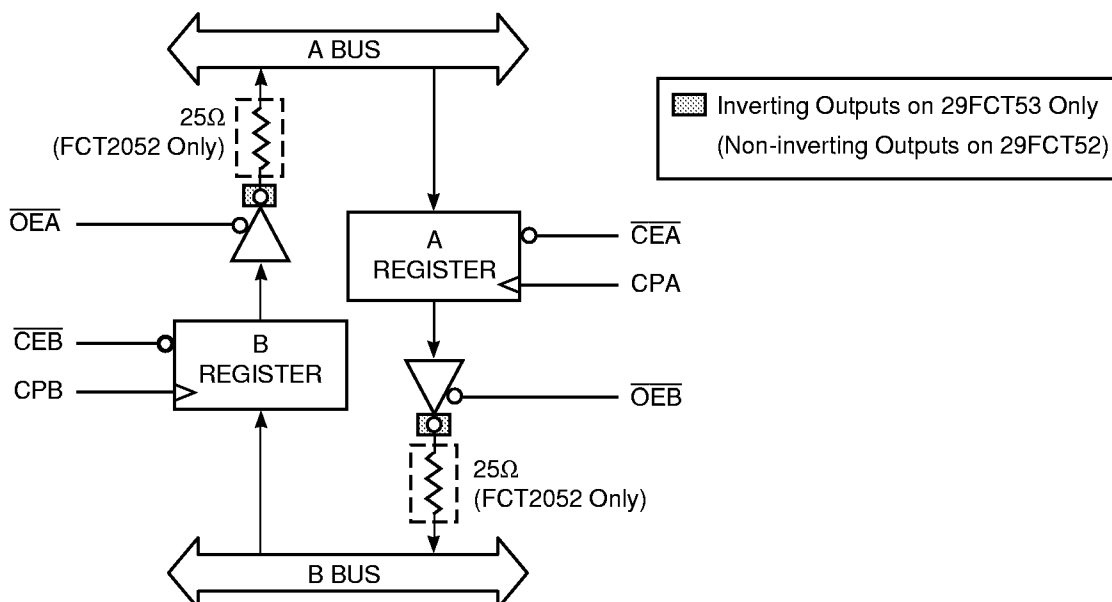 A BUS
25Ω
(FCT2052 Only)
Inverting Outputs on 29FCT53 Only
(Non-inverting Outputs on 29FCT52)
OEA
A
REGISTER
CEA
CPA
CEB
CPB
B
REGISTER
OEB
25Ω
(FCT2052 Only)
B BUS